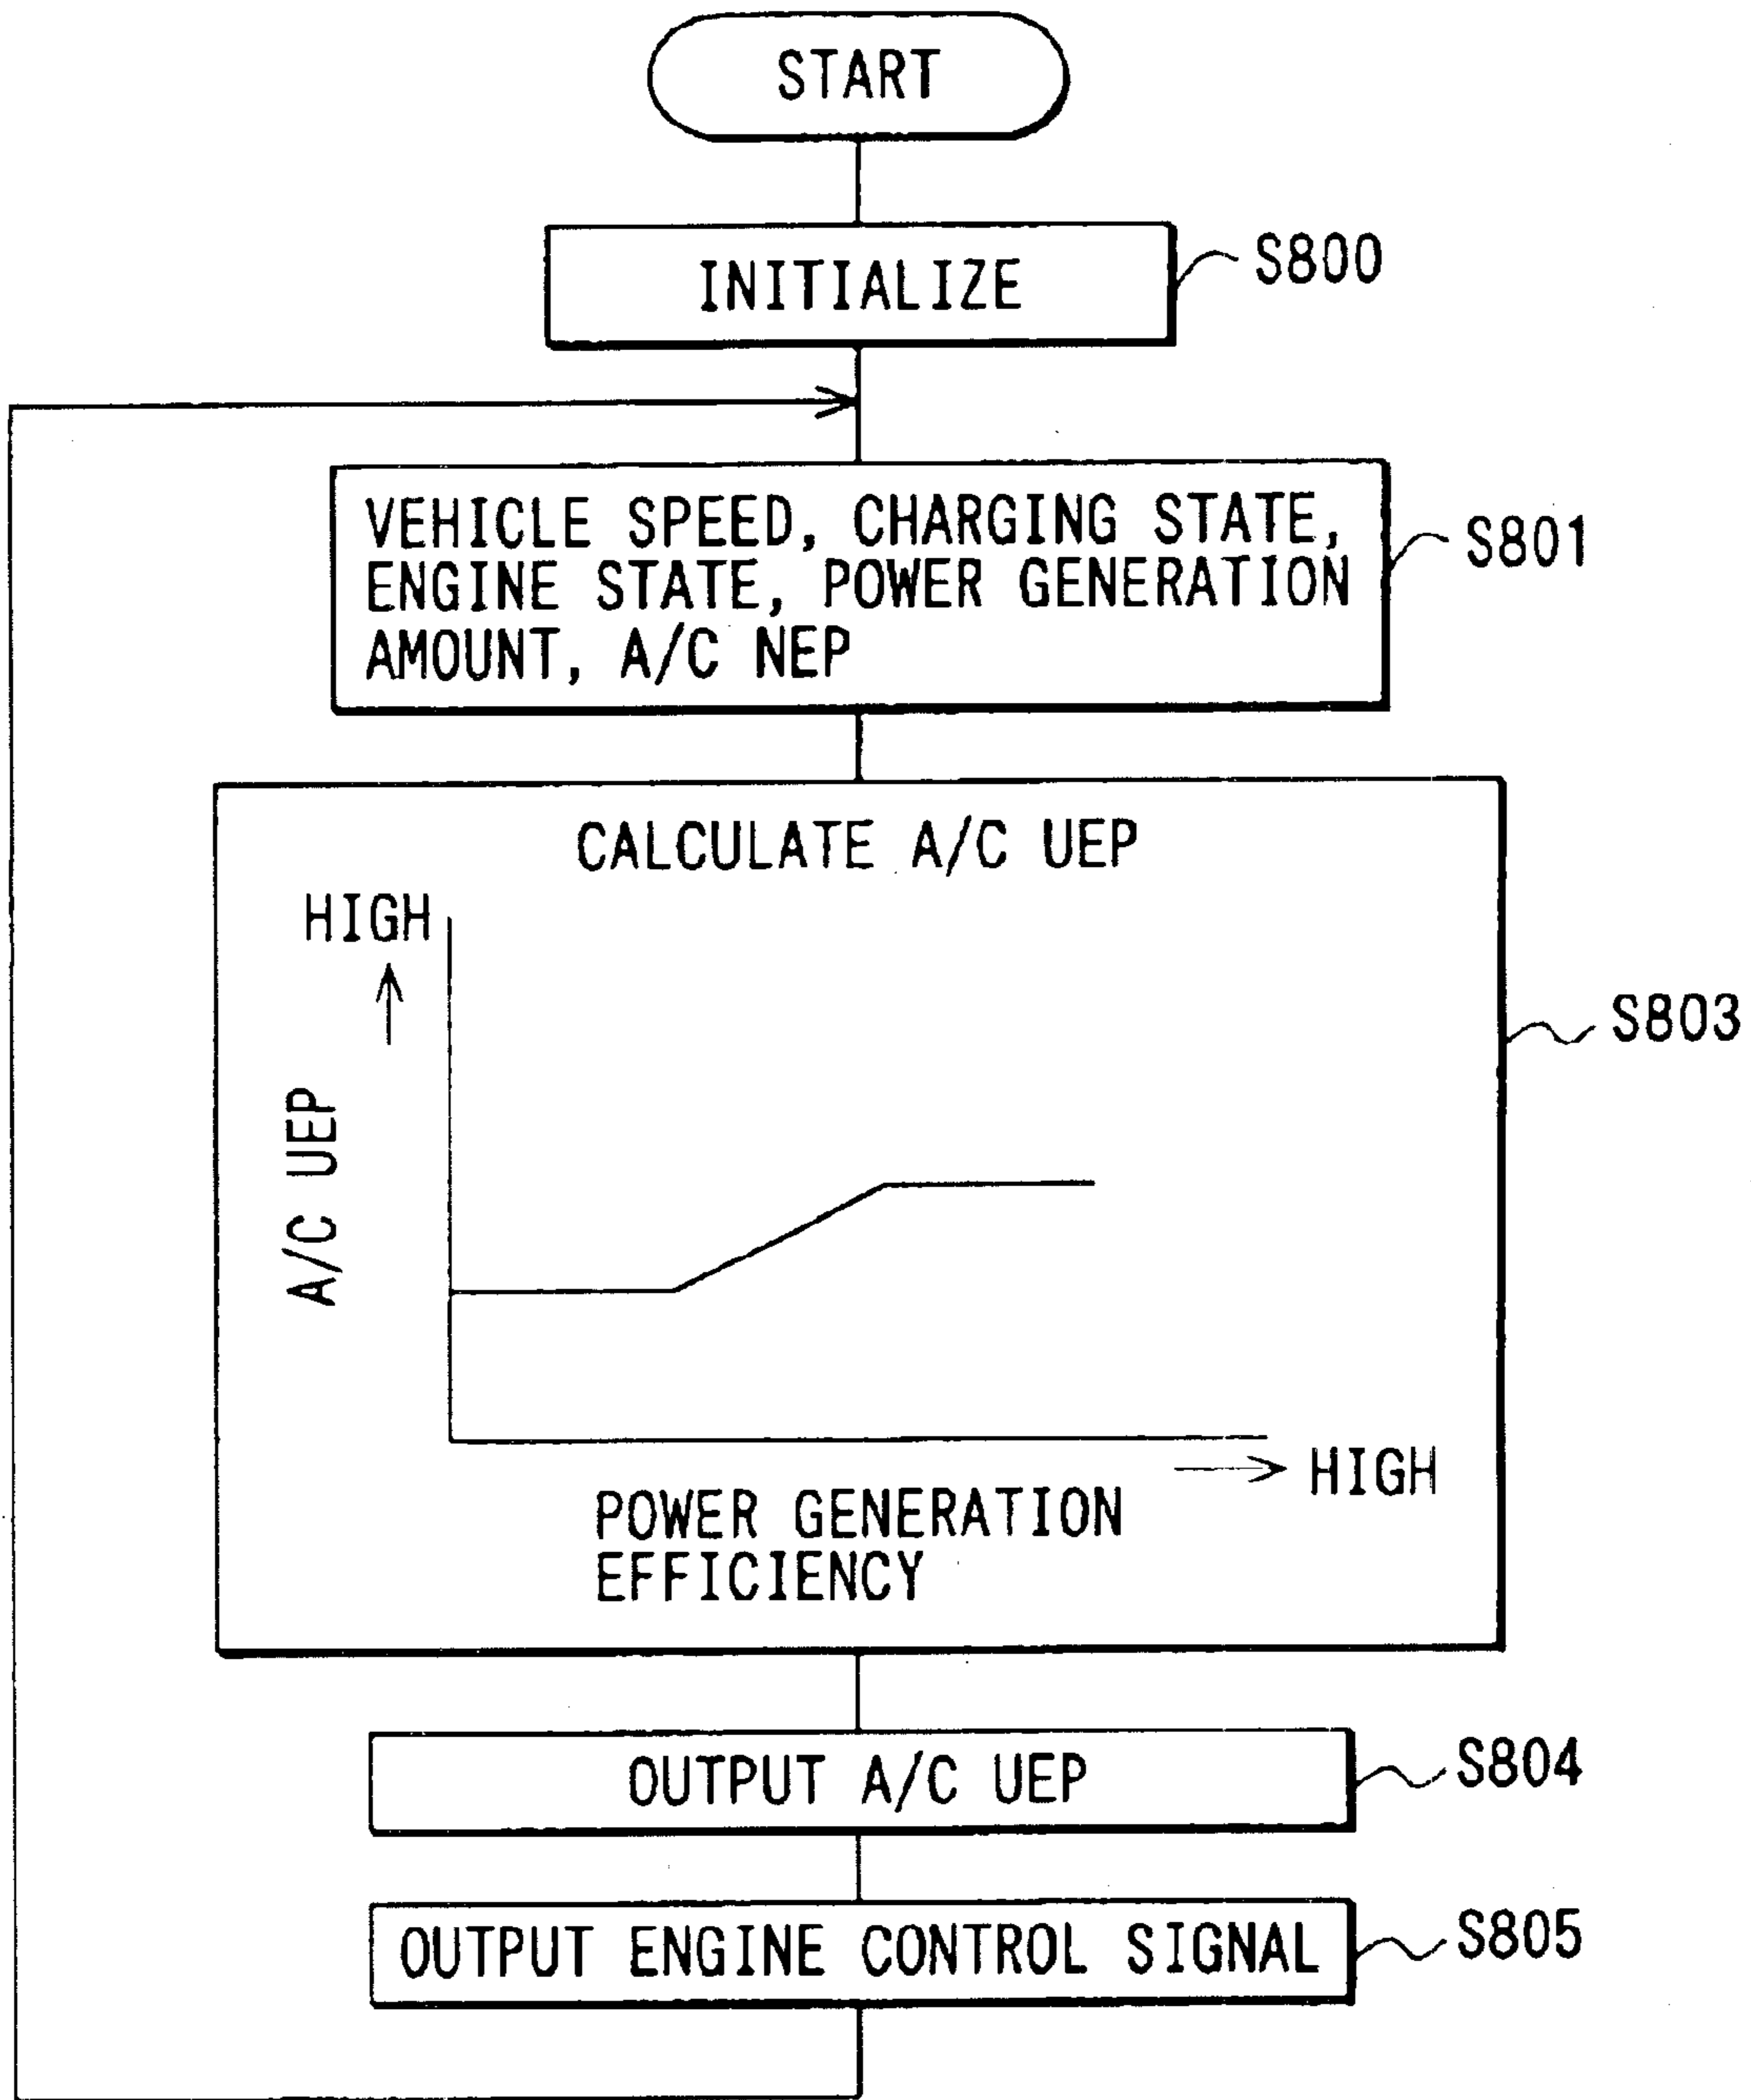 START
INITIALIZE
S800
VEHICLE SPEED, CHARGING STATE,
ENGINE STATE, POWER GENERATION
AMOUNT, A/C NEP
S801
CALCULATE A/C UEP
HIGH
A/C UEP
HIGH
POWER GENERATION
EFFICIENCY
S803
OUTPUT A/C UEP
S804
OUTPUT ENGINE CONTROL SIGNAL
S805